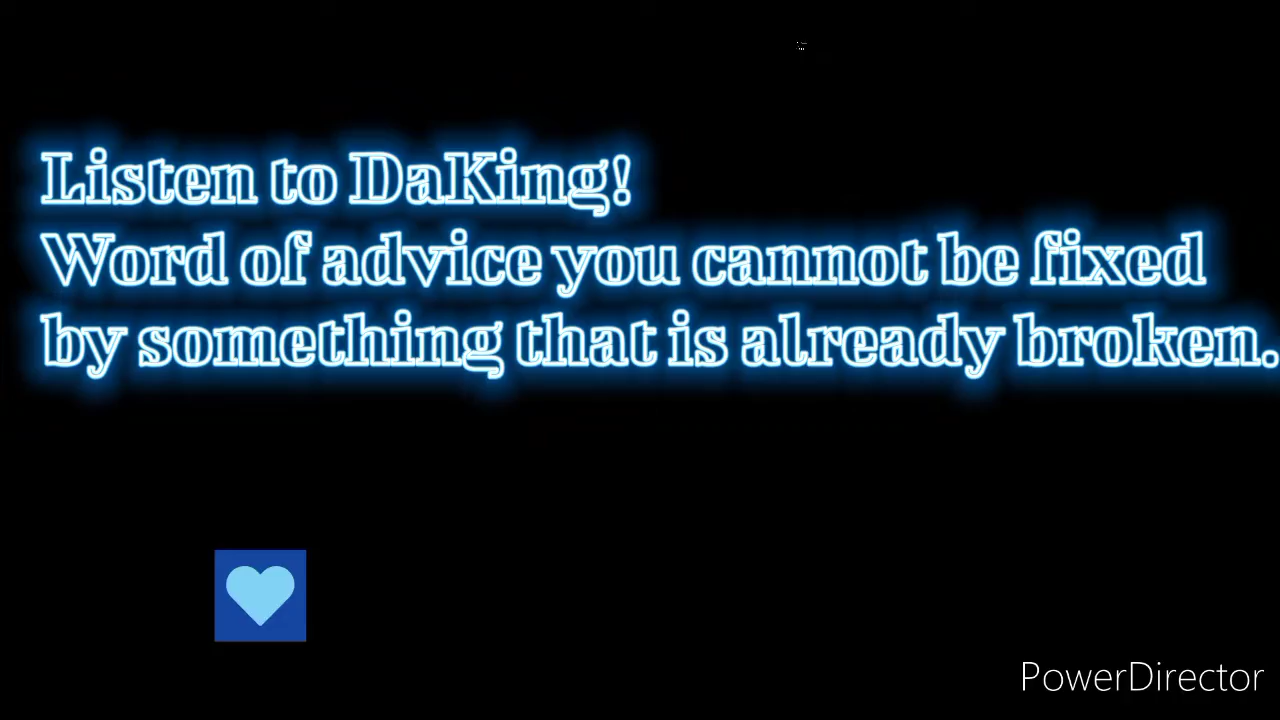 Listen to DaKing!
Word of advice you cannot be fixed
by something that is already broken.
PowerDirector